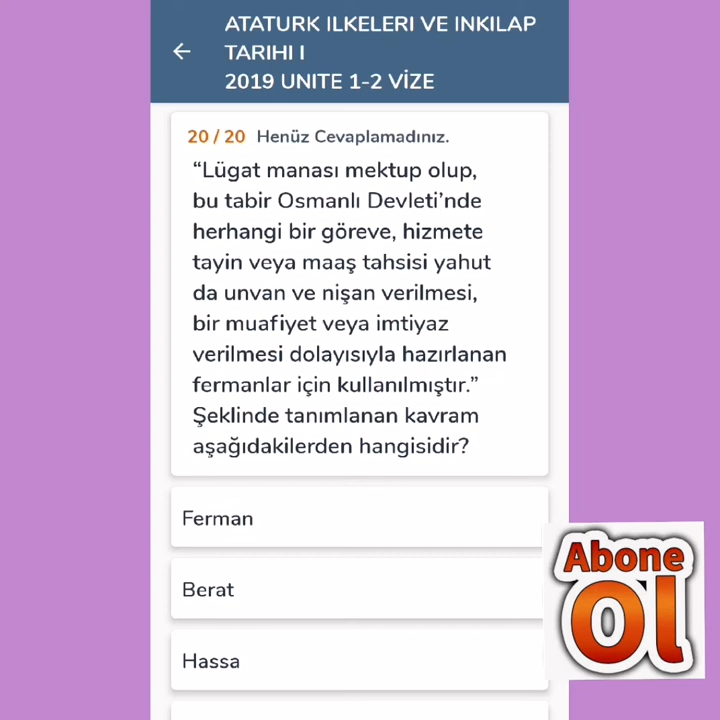 ATATURK ILKELERI VE INKILAP
TARIHI I
2019 UNITE 1-2 VİZE
20 / 20 Henüz Cevaplamadınız.
“Lügat manası mektup olup,
bu tabir Osmanlı Devleti’nde
herhangi bir göreve, hizmete
tayin veya maaş tahsisi yahut
da unvan ve nişan verilmesi,
bir muafiyet veya imtiyaz
verilmesi dolayısıyla hazırlanan
fermanlar için kullanılmıştır.”
Şeklinde tanımlanan kavram
aşağıdakilerden hangisidir?
Ferman
Berat
Hassa
Abone
Ol